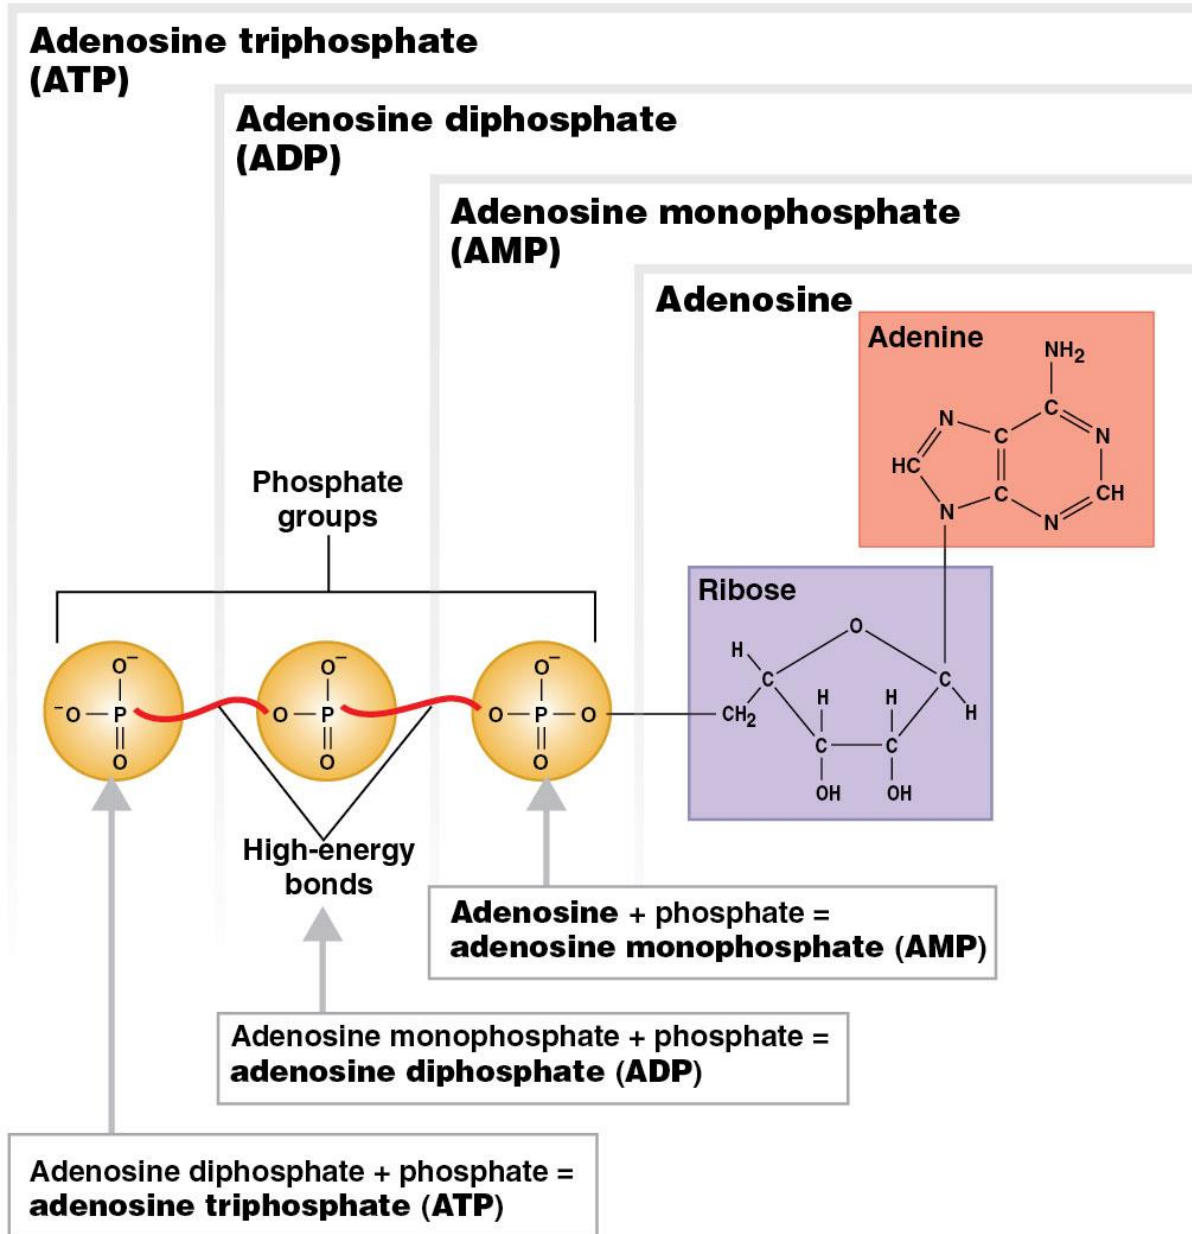 Adenosine triphosphate
(ATP)
Adenosine diphosphate
(ADP)
Adenosine monophosphate
(AMP)
Adenosine
Adenine
NH₂
C
N
C
N
HC
C
CH
N
N
Phosphate
groups
Ribose
O
H
C
C
H
H
H
CH₂
C
C
OH
OH
O⁻
⁻O
P
O
O⁻
O
P
O
O⁻
O
P
O
O
High-energy
bonds
Adenosine + phosphate =
adenosine monophosphate (AMP)
Adenosine monophosphate + phosphate =
adenosine diphosphate (ADP)
Adenosine diphosphate + phosphate =
adenosine triphosphate (ATP)